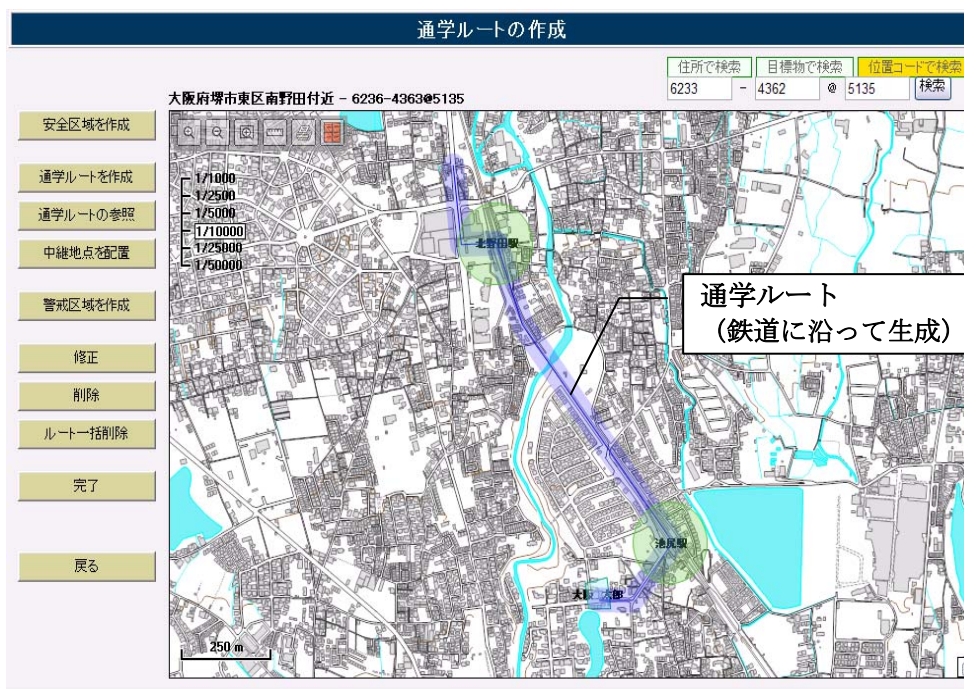 通学ルートの作成
住所で検索 目標物で検索 位置コードで検索
6233 - 4362 @ 5135 検索
大阪府堺市東区南野田付近 - 6236-4363@5135
安全区域を作成
通学ルートを作成
通学ルートの参照
中継地点を配置
警戒区域を作成
修正
削除
ルート一括削除
完了
戻る
1/1000
1/2500
1/5000
1/10000
1/25000
1/50000
北野田駅
通学ルート
(鉄道に沿って生成)
池尻駅
250 m